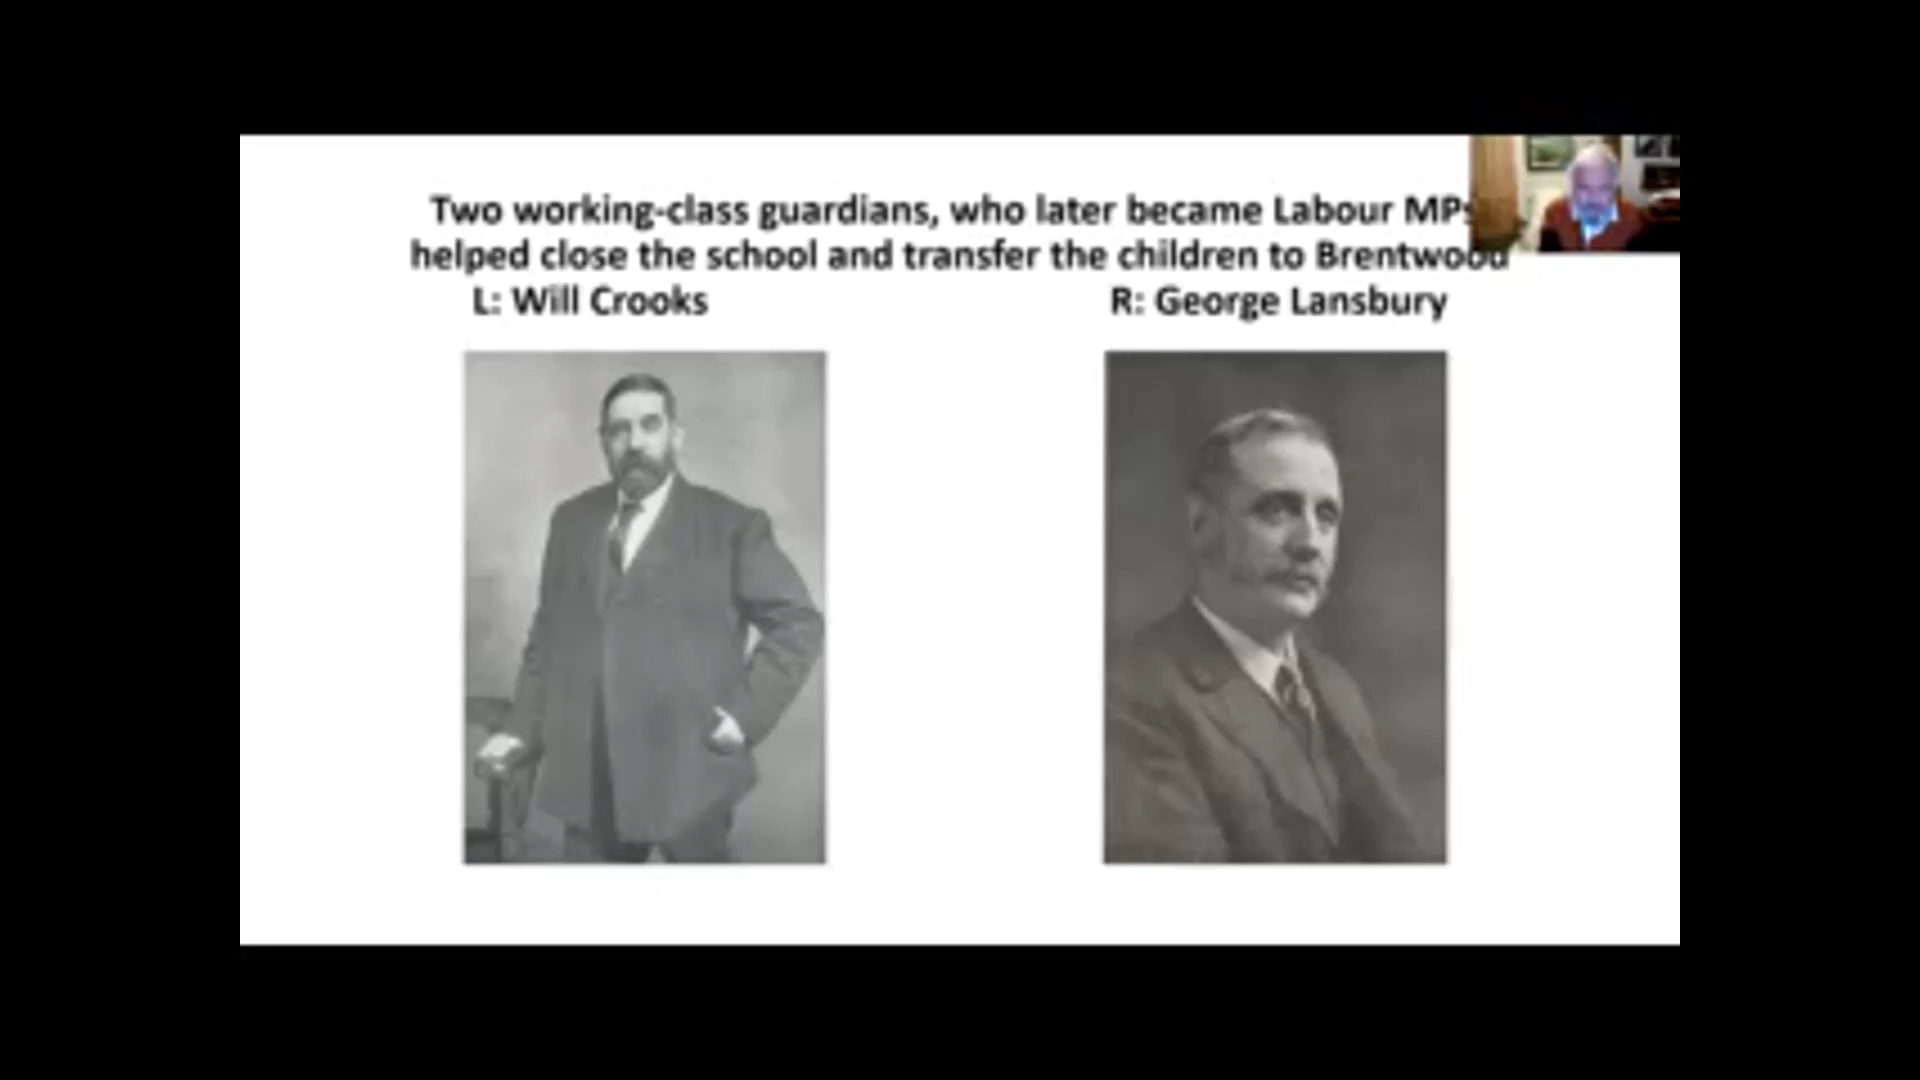 Two working-class guardians, who later became Labour MPs
helped close the school and transfer the children to Brentwood
L: Will Crooks R: George Lansbury